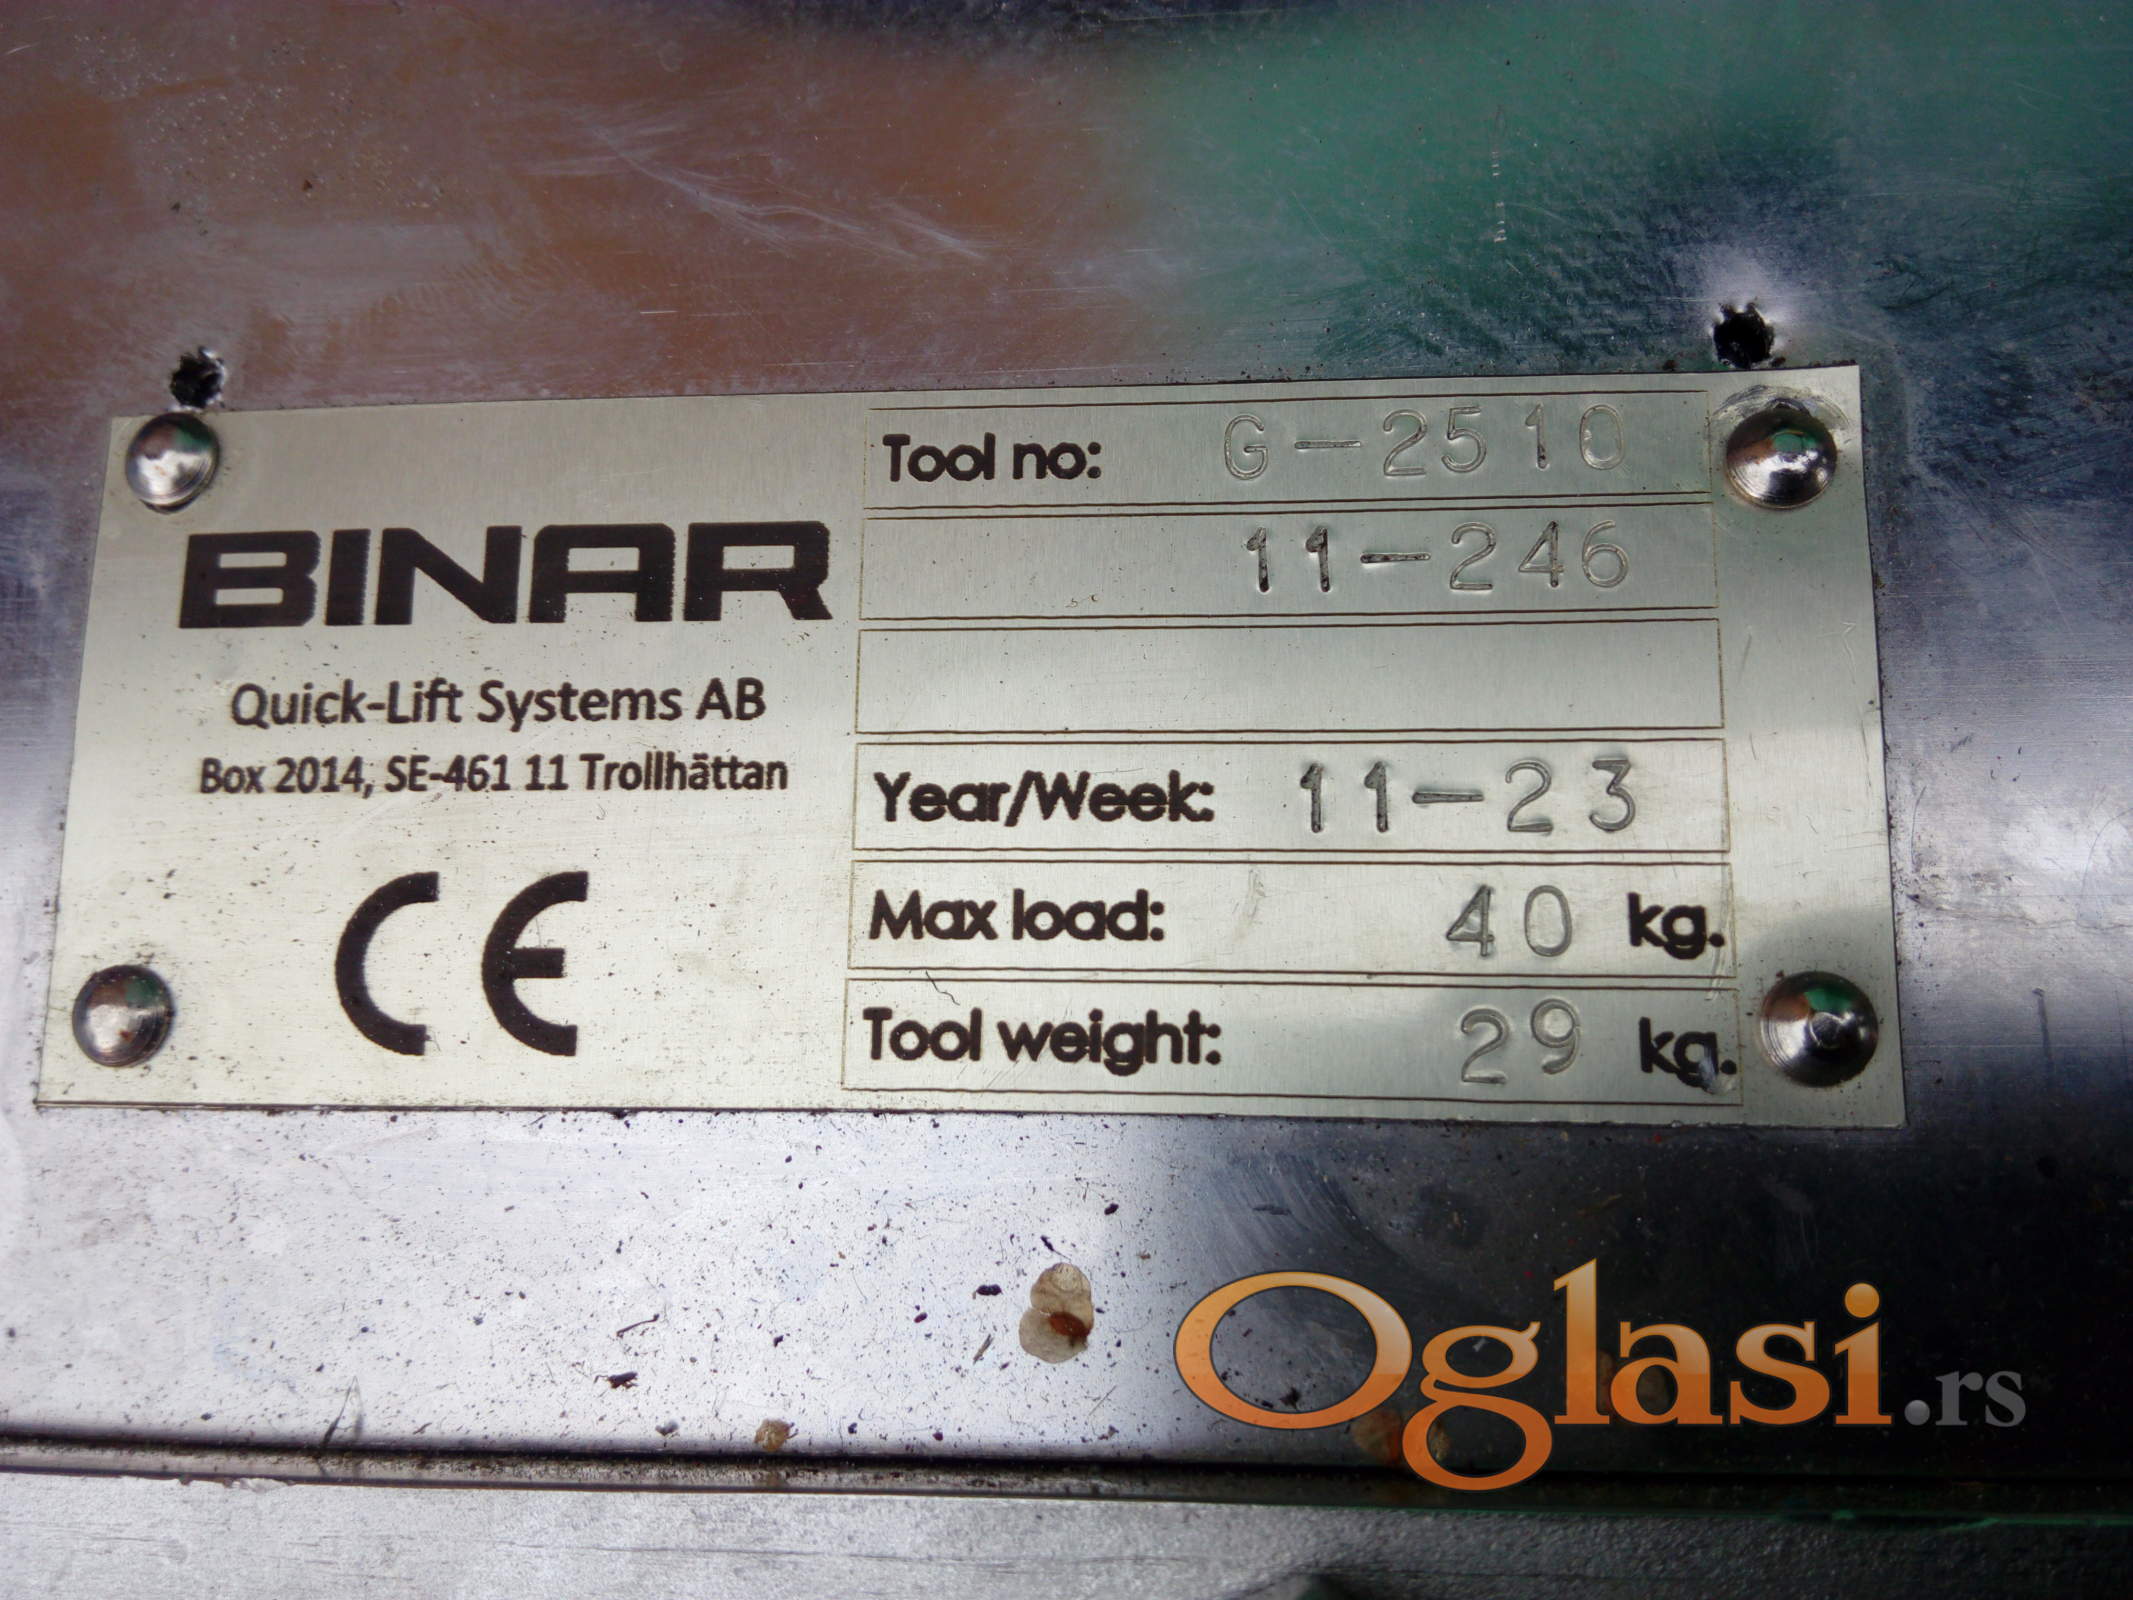 BINAR
Quick-Lift Systems AB
Box 2014, SE-461 11 Trollhättan
CE
Tool no: G-2510
11-246
Year/Week: 11-23
Max load: 40 kg.
Tool weight: 29 kg.
Oglasi.rs